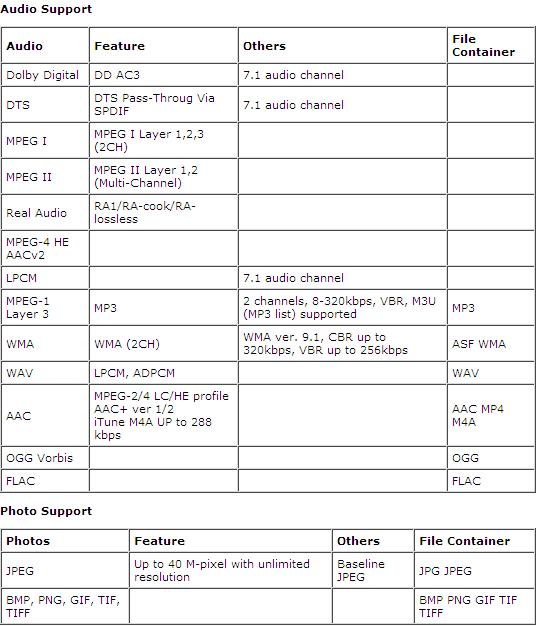 Audio Support
Audio Feature Others File Container
Dolby Digital DD AC3 7.1 audio channel
DTS DTS Pass-Throug Via SPDIF 7.1 audio channel
MPEG I MPEG I Layer 1,2,3 (2CH)
MPEG II MPEG II Layer 1,2 (Multi-Channel)
Real Audio RA1/RA-cook/RA-lossless
MPEG-4 HE AACv2
LPCM 7.1 audio channel
MPEG-1 Layer 3 MP3 2 channels, 8-320kbps, VBR, M3U (MP3 list) supported MP3
WMA WMA (2CH) WMA ver. 9.1, CBR up to 320kbps, VBR up to 256kbps ASF WMA
WAV LPCM, ADPCM WAV
AAC MPEG-2/4 LC/HE profile AAC+ ver 1/2 iTune M4A UP to 288 kbps AAC MP4 M4A
OGG Vorbis OGG
FLAC FLAC
Photo Support
Photos Feature Others File Container
JPEG Up to 40 M-pixel with unlimited resolution Baseline JPEG JPG JPEG
BMP, PNG, GIF, TIF, TIFF BMP PNG GIF TIF TIFF